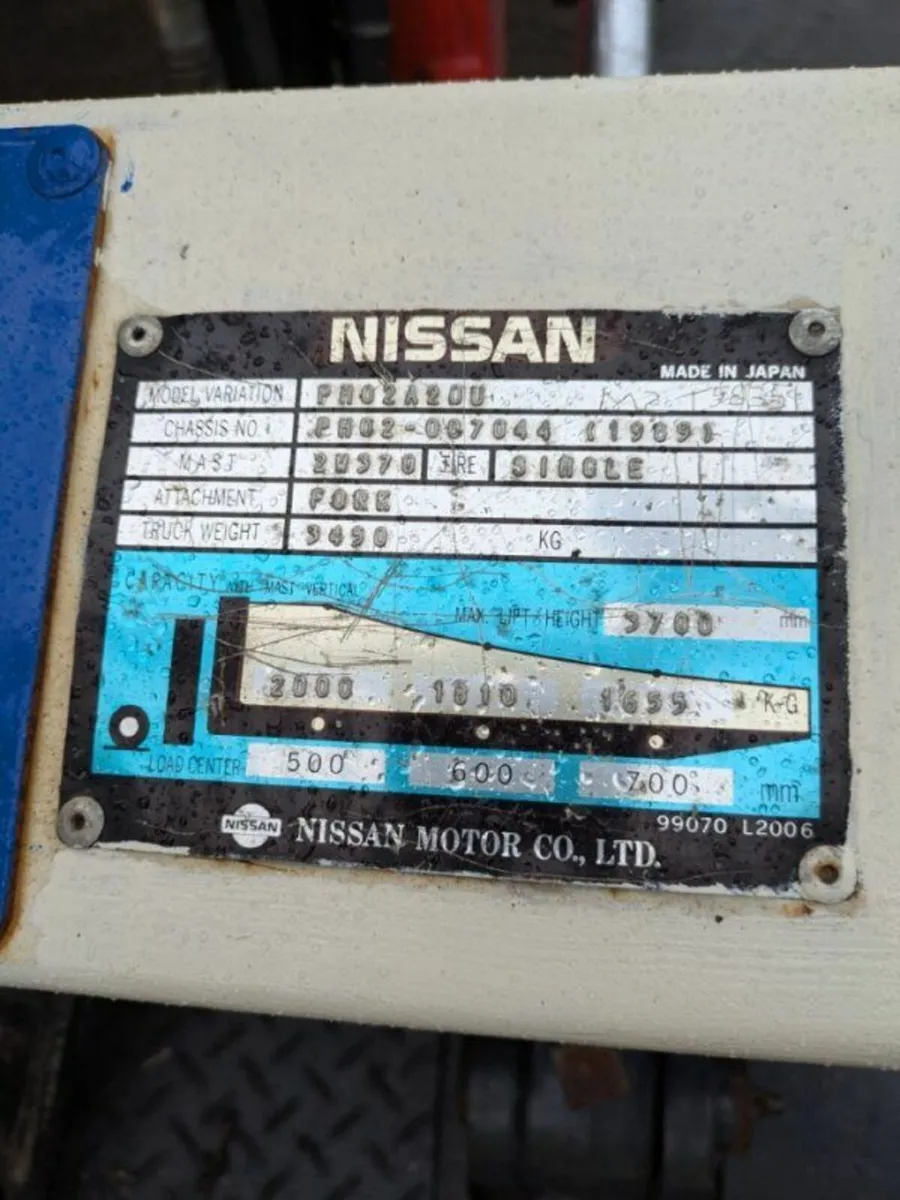 NISSAN
MADE IN JAPAN
MODEL VARIATION PH02A20U
CHASSIS NO. PH02-0G7044 (1989)
MAST 2W370 TIRE SINGLE
ATTACHMENT FORK
TRUCK WEIGHT 3490 KG
CAPACITY WITH MAST VERTICAL
MAX. LIFT HEIGHT 3700 mm
2000 1810 1655 KG
LOAD CENTER 500 600 700 mm
99070 L2006
NISSAN NISSAN MOTOR CO., LTD.